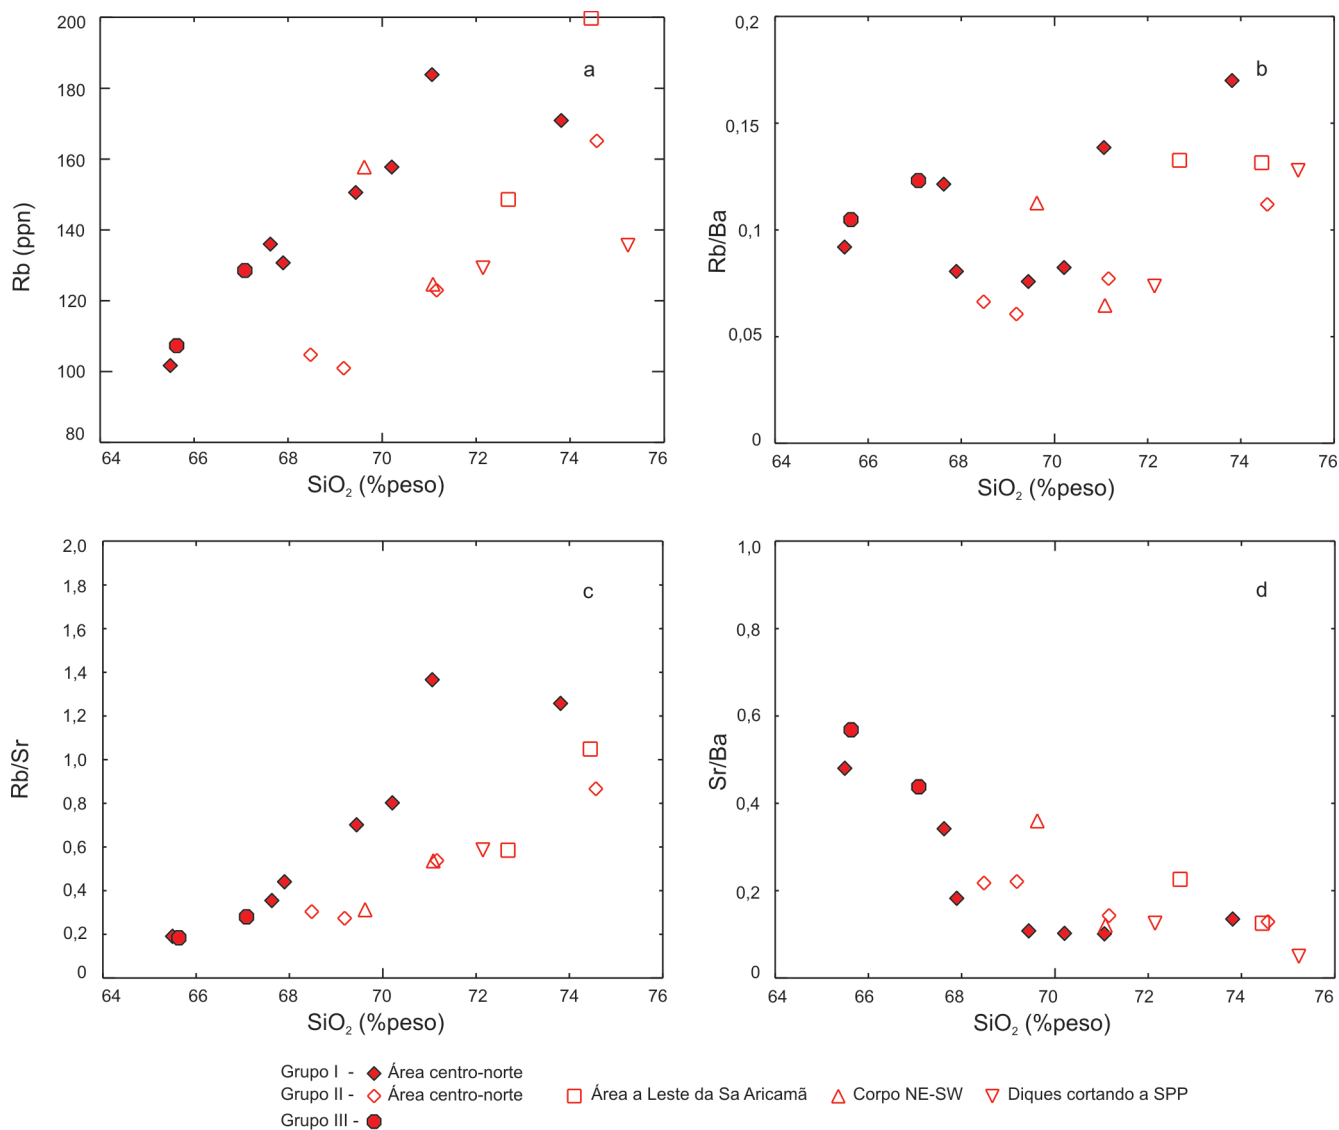 200
180
160
140
120
100
80
Rb (ppn)
a
64 66 68 70 72 74 76
SiO₂ (%peso)
0,2
0,15
0,1
0,05
0
Rb/Ba
b
64 66 68 70 72 74 76
SiO₂ (%peso)
2,0
1,8
1,6
1,4
1,2
1,0
0,8
0,6
0,4
0,2
0
Rb/Sr
c
64 66 68 70 72 74 76
SiO₂ (%peso)
1,0
0,8
0,6
0,4
0,2
0
Sr/Ba
d
64 66 68 70 72 74 76
SiO₂ (%peso)
Grupo I - Área centro-norte
Grupo II - Área centro-norte Área a Leste da Sa Aricamã Corpo NE-SW Diques cortando a SPP
Grupo III -